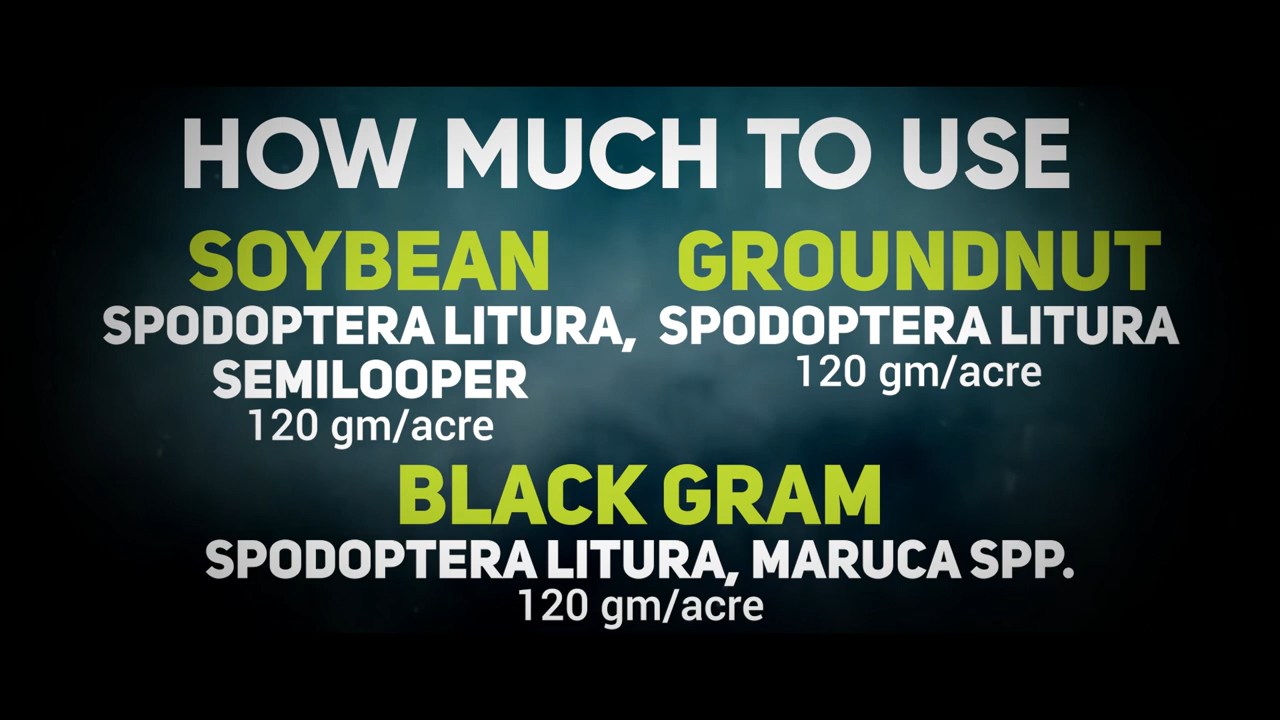 HOW MUCH TO USE
SOYBEAN
SPODOPTERA LITURA,
SEMILOOPER
120 gm/acre
GROUNDNUT
SPODOPTERA LITURA
120 gm/acre
BLACK GRAM
SPODOPTERA LITURA, MARUCA SPP.
120 gm/acre